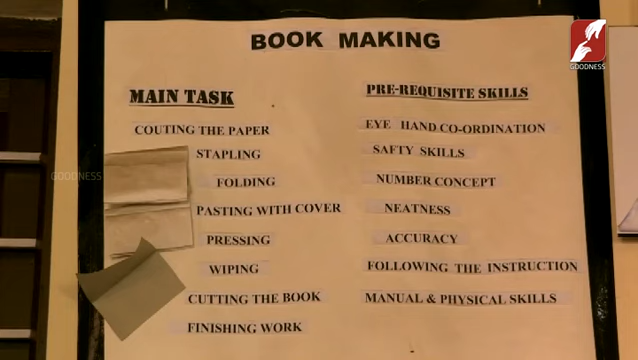 BOOK MAKING
MAIN TASK
COUTING THE PAPER
STAPLING
FOLDING
PASTING WITH COVER
PRESSING
WIPING
CUTTING THE BOOK
FINISHING WORK
PRE-REQUISITE SKILLS
EYE HAND CO-ORDINATION
SAFTY SKILLS
NUMBER CONCEPT
NEATNESS
ACCURACY
FOLLOWING THE INSTRUCTION
MANUAL & PHYSICAL SKILLS
GOODNESS
GOODNESS